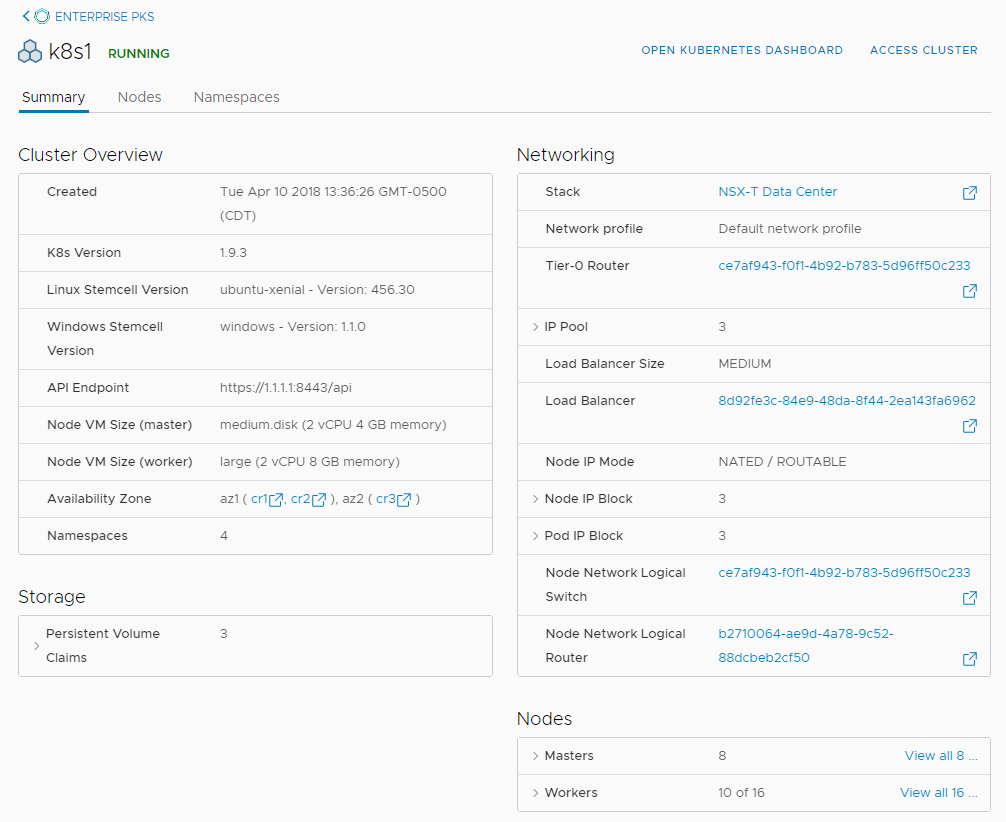 ENTERPRISE PKS
k8s1 RUNNING
OPEN KUBERNETES DASHBOARD ACCESS CLUSTER
Summary Nodes Namespaces
Cluster Overview
Created Tue Apr 10 2018 13:36:26 GMT-0500
(CDT)
K8s Version 1.9.3
Linux Stemcell Version ubuntu-xenial - Version: 456.30
Windows Stemcell windows - Version: 1.1.0
Version
API Endpoint https://1.1.1.1:8443/api
Node VM Size (master) medium.disk (2 vCPU 4 GB memory)
Node VM Size (worker) large (2 vCPU 8 GB memory)
Availability Zone az1 ( cr1, cr2 ), az2 ( cr3 )
Namespaces 4
Storage
Persistent Volume 3
Claims
Networking
Stack NSX-T Data Center
Network profile Default network profile
Tier-0 Router ce7af943-f0f1-4b92-b783-5d96ff50c233
IP Pool 3
Load Balancer Size MEDIUM
Load Balancer 8d92fe3c-84e9-48da-8f44-2ea143fa6962
Node IP Mode NATED / ROUTABLE
Node IP Block 3
Pod IP Block 3
Node Network Logical ce7af943-f0f1-4b92-b783-5d96ff50c233
Switch
Node Network Logical b2710064-ae9d-4a78-9c52-
Router 88dcbeb2cf50
Nodes
Masters 8 View all 8 ...
Workers 10 of 16 View all 16 ...